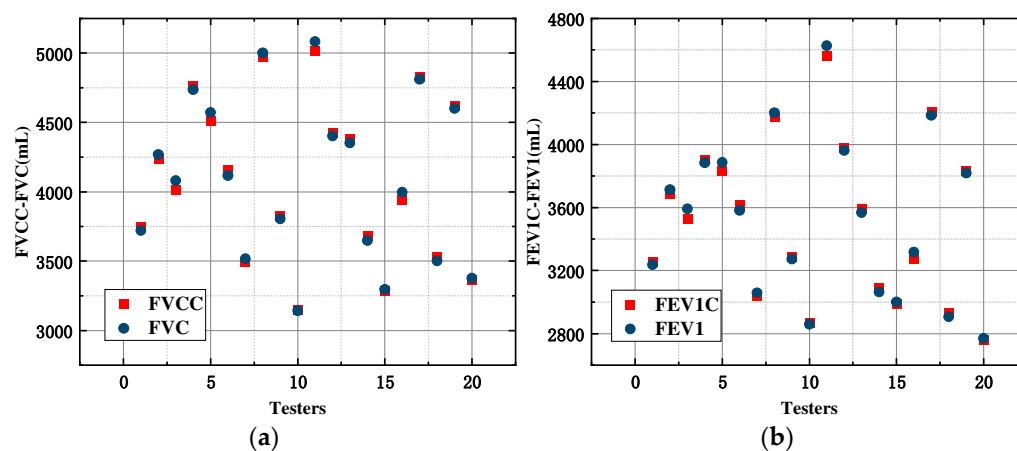 5000
4500
4000
3500
3000
FVCC-FVC(mL)
FVCC
FVC
0 5 10 15 20
Testers
(a)
4800
4400
4000
3600
3200
2800
FEV1C-FEV1(mL)
FEV1C
FEV1
0 5 10 15 20
Testers
(b)